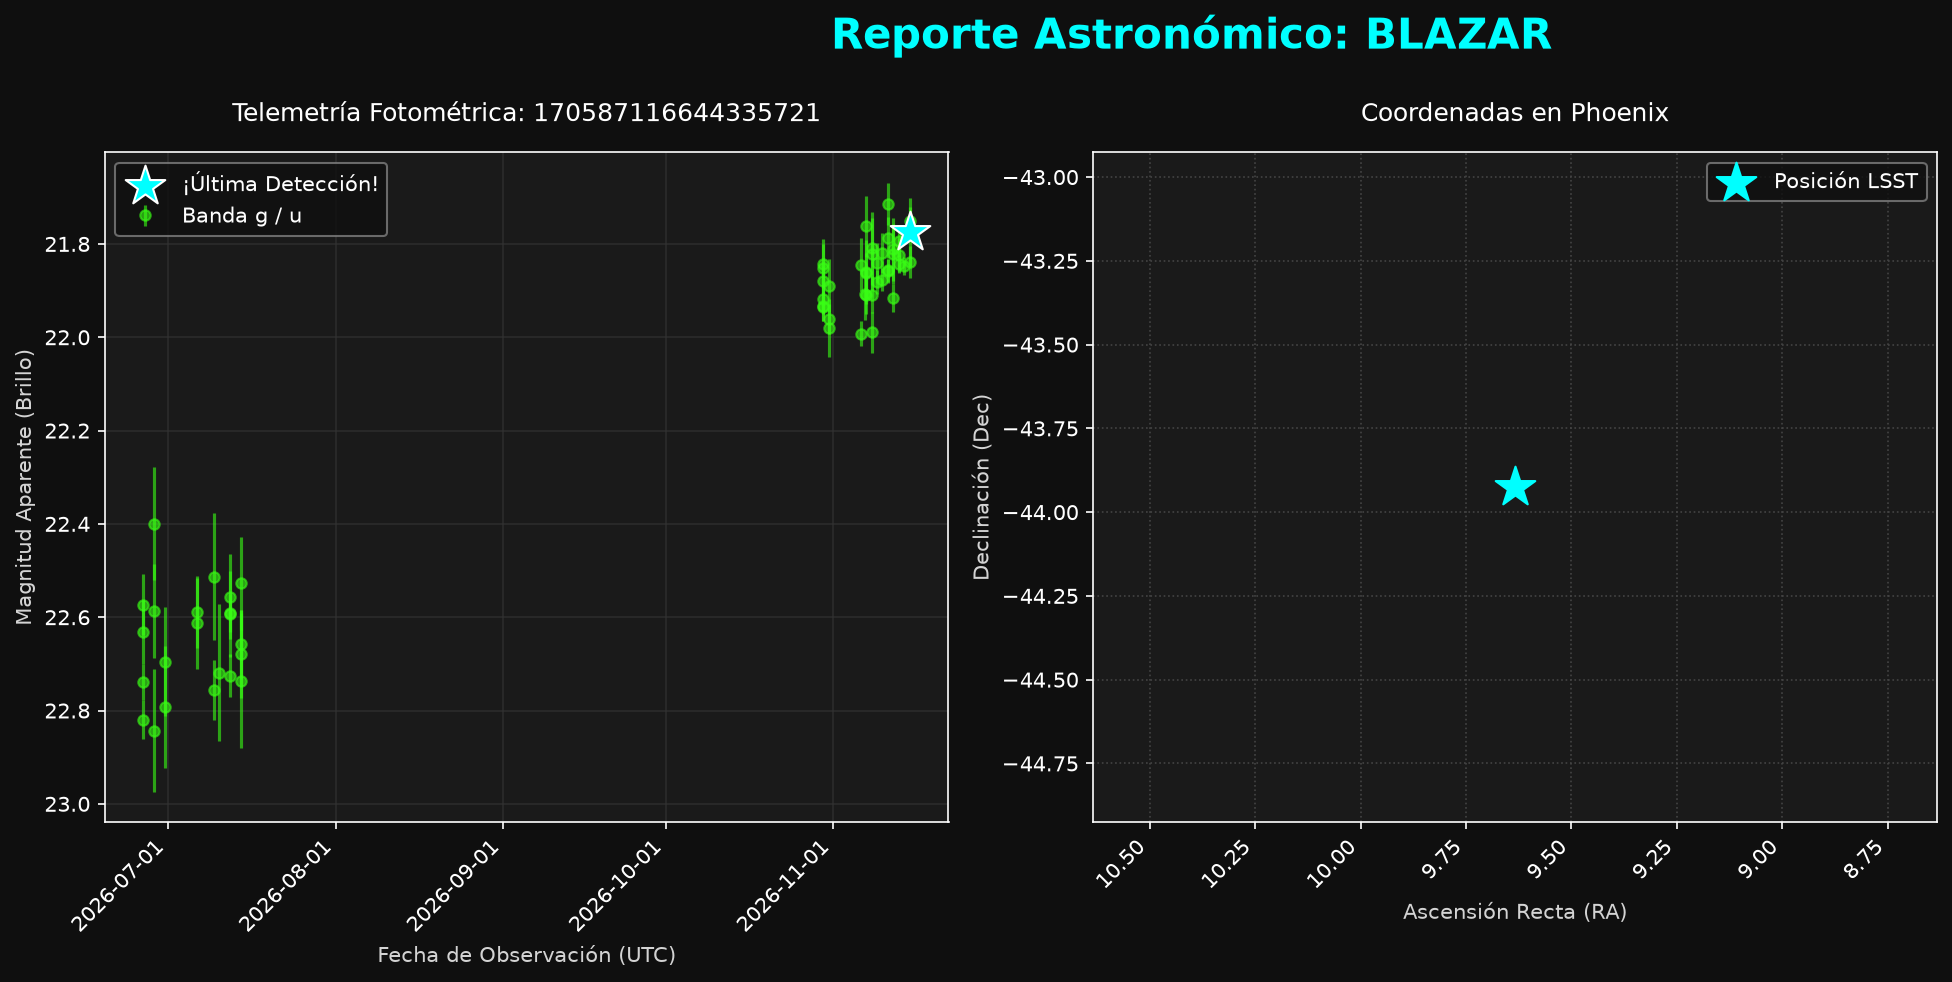 Reporte Astronómico: BLAZAR
Telemetría Fotométrica: 170587116644335721
¡Última Detección!
Banda g / u
Magnitud Aparente (Brillo)
21.8
22.0
22.2
22.4
22.6
22.8
23.0
2026-07-01
2026-08-01
2026-09-01
2026-10-01
2026-11-01
Fecha de Observación (UTC)
Coordenadas en Phoenix
Posición LSST
Declinación (Dec)
−43.00
−43.25
−43.50
−43.75
−44.00
−44.25
−44.50
−44.75
10.50
10.25
10.00
9.75
9.50
9.25
9.00
8.75
Ascensión Recta (RA)